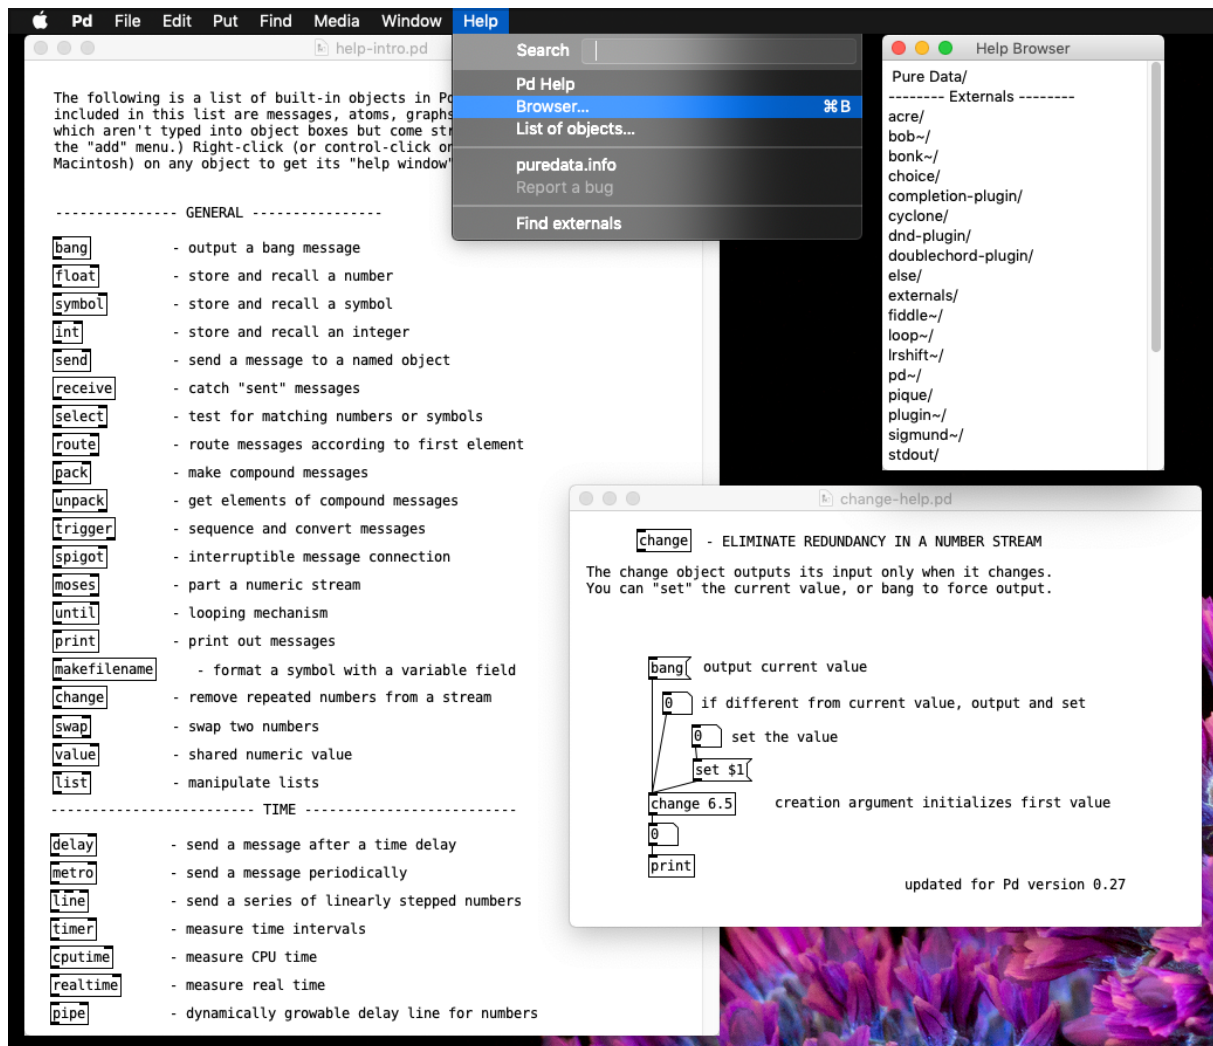 Pd File Edit Put Find Media Window Help
help-intro.pd
The following is a list of built-in objects in Pd
included in this list are messages, atoms, graphs
which aren't typed into object boxes but come
the "add" menu.) Right-click (or control-click on
Macintosh) on any object to get its "help window"
--------------- GENERAL ----------------
bang - output a bang message
float - store and recall a number
symbol - store and recall a symbol
int - store and recall an integer
send - send a message to a named object
receive - catch "sent" messages
select - test for matching numbers or symbols
route - route messages according to first element
pack - make compound messages
unpack - get elements of compound messages
trigger - sequence and convert messages
spigot - interruptible message connection
moses - part a numeric stream
until - looping mechanism
print - print out messages
makefilename - format a symbol with a variable field
change - remove repeated numbers from a stream
swap - swap two numbers
value - shared numeric value
list - manipulate lists
------------------------- TIME --------------------------
delay - send a message after a time delay
metro - send a message periodically
line - send a series of linearly stepped numbers
timer - measure time intervals
cputime - measure CPU time
realtime - measure real time
pipe - dynamically growable delay line for numbers
Search
Pd Help
Browser... ⌘B
List of objects...
puredata.info
Report a bug
Find externals
Help Browser
Pure Data/
-------- Externals --------
acre/
bob~/
bonk~/
choice/
completion-plugin/
cyclone/
dnd-plugin/
doublechord-plugin/
else/
externals/
fiddle~/
loop~/
lrshift~/
pd~/
pique/
plugin~/
sigmund~/
stdout/
change-help.pd
change - ELIMINATE REDUNDANCY IN A NUMBER STREAM
The change object outputs its input only when it changes.
You can "set" the current value, or bang to force output.
bang output current value
0 if different from current value, output and set
0 set the value
set $1
change 6.5 creation argument initializes first value
0
print
updated for Pd version 0.27